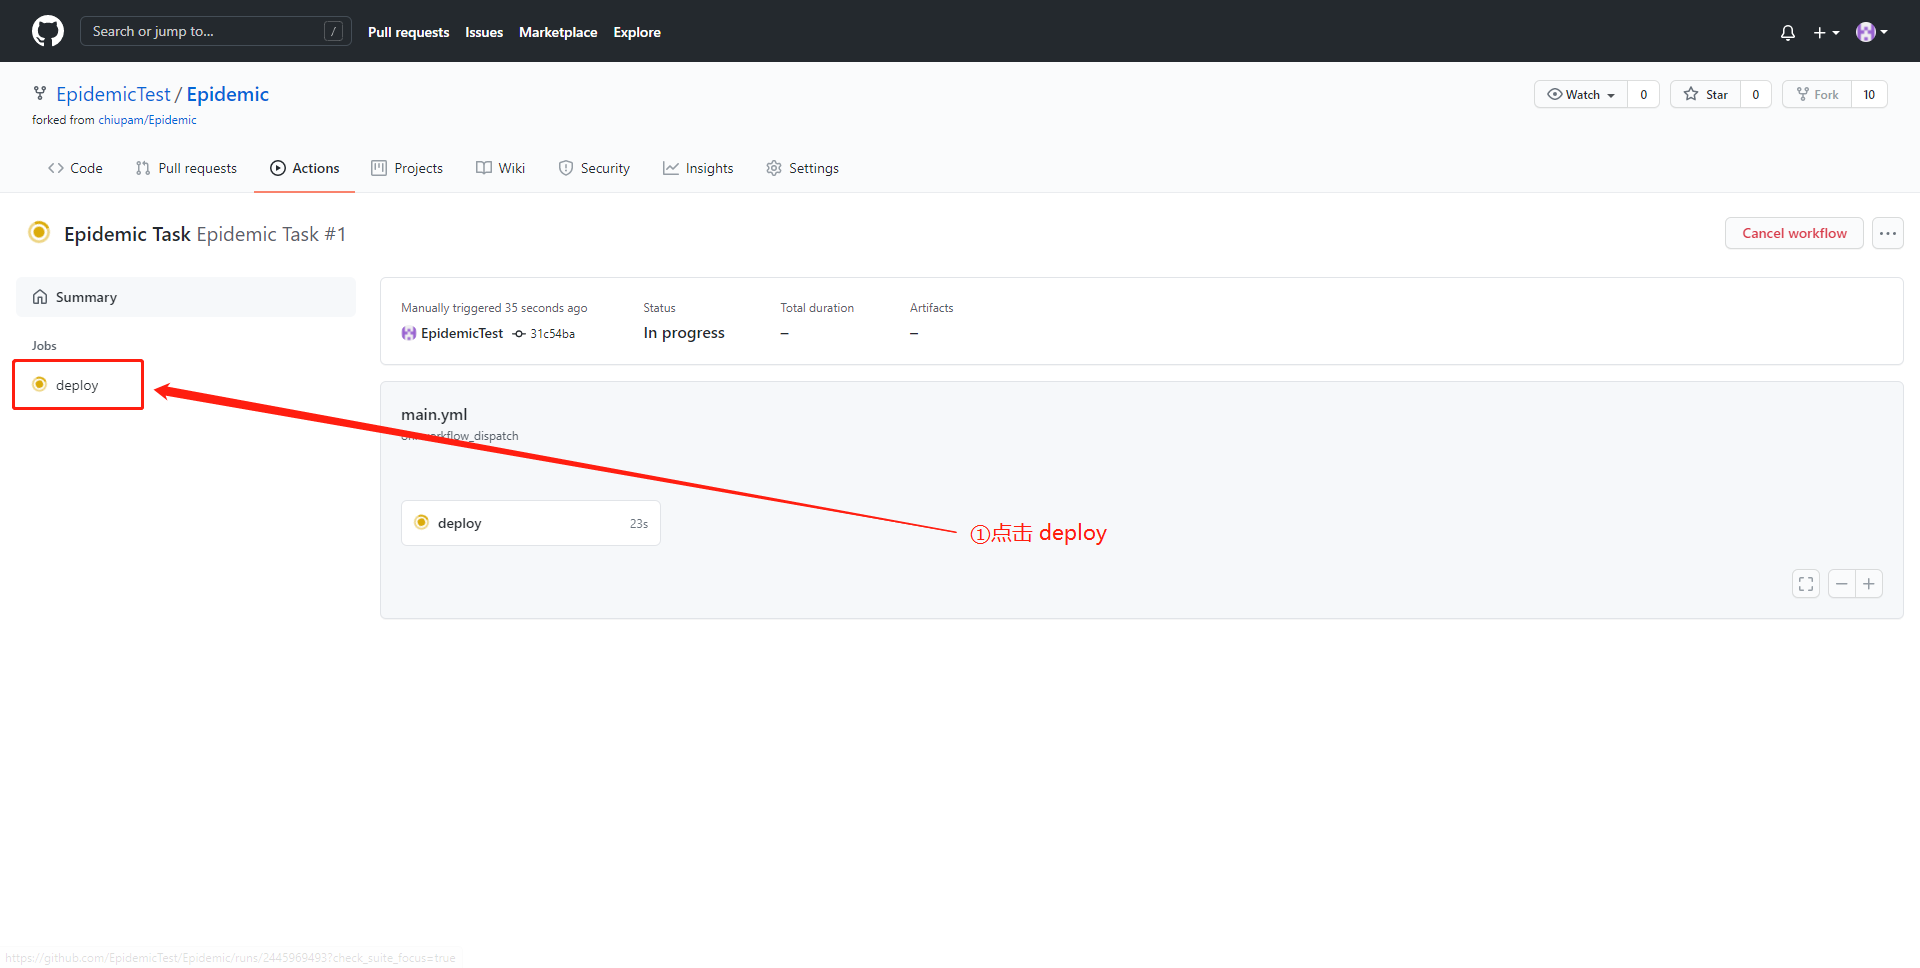 Search or jump to... /
Pull requests Issues Marketplace Explore
EpidemicTest / Epidemic
forked from chiupam/Epidemic
Watch 0 Star 0 Fork 10
Code Pull requests Actions Projects Wiki Security Insights Settings
Epidemic Task Epidemic Task #1
Cancel workflow
Summary
Jobs
deploy
Manually triggered 35 seconds ago
EpidemicTest 31c54ba
Status
In progress
Total duration
–
Artifacts
–
main.yml
workflow_dispatch
deploy 23s
①点击 deploy
https://github.com/EpidemicTest/Epidemic/runs/2445969493?check_suite_focus=true